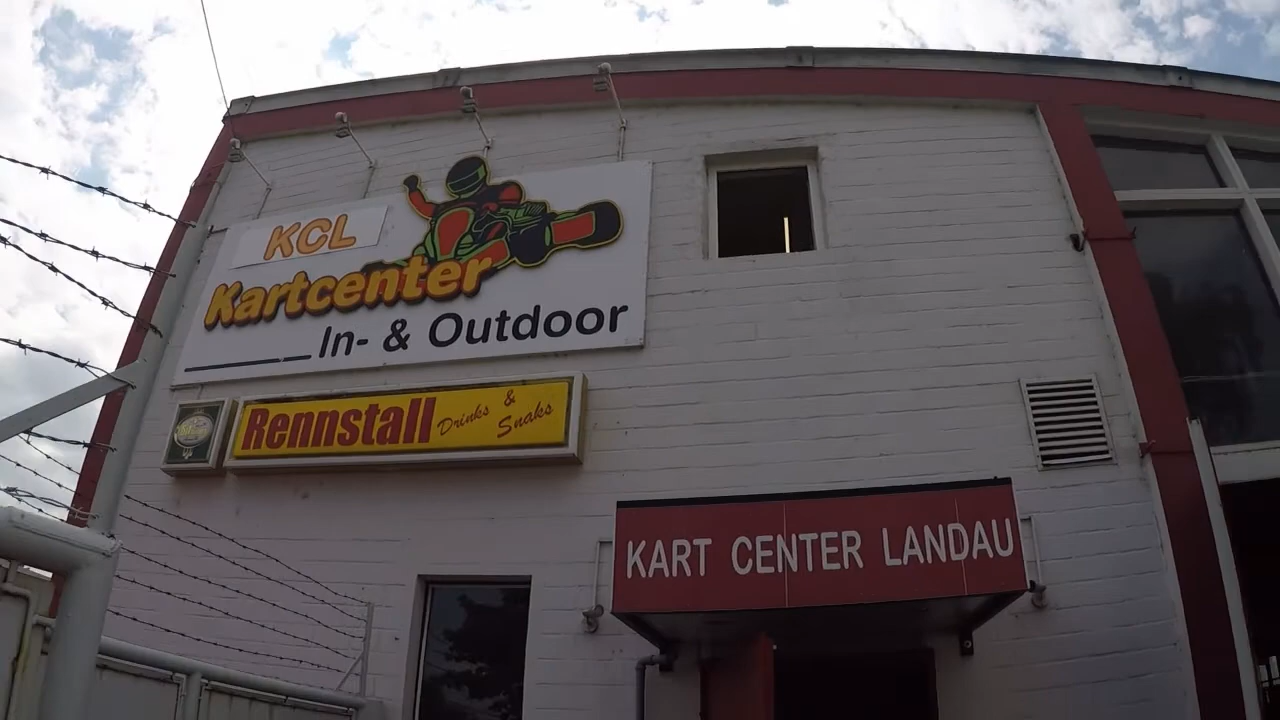 KCL
Kartcenter
In- & Outdoor
Rennstall Drinks & Snaks
KART CENTER LANDAU